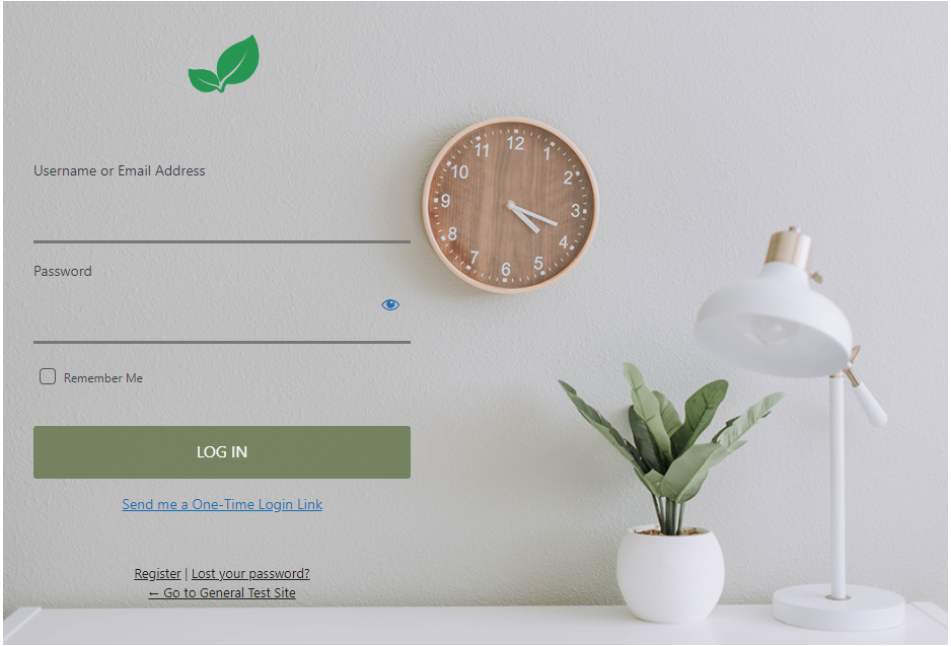 Username or Email Address
Password
Remember Me
LOG IN
Send me a One-Time Login Link
Register | Lost your password?
← Go to General Test Site
12
1
2
3
4
5
6
7
8
9
10
11